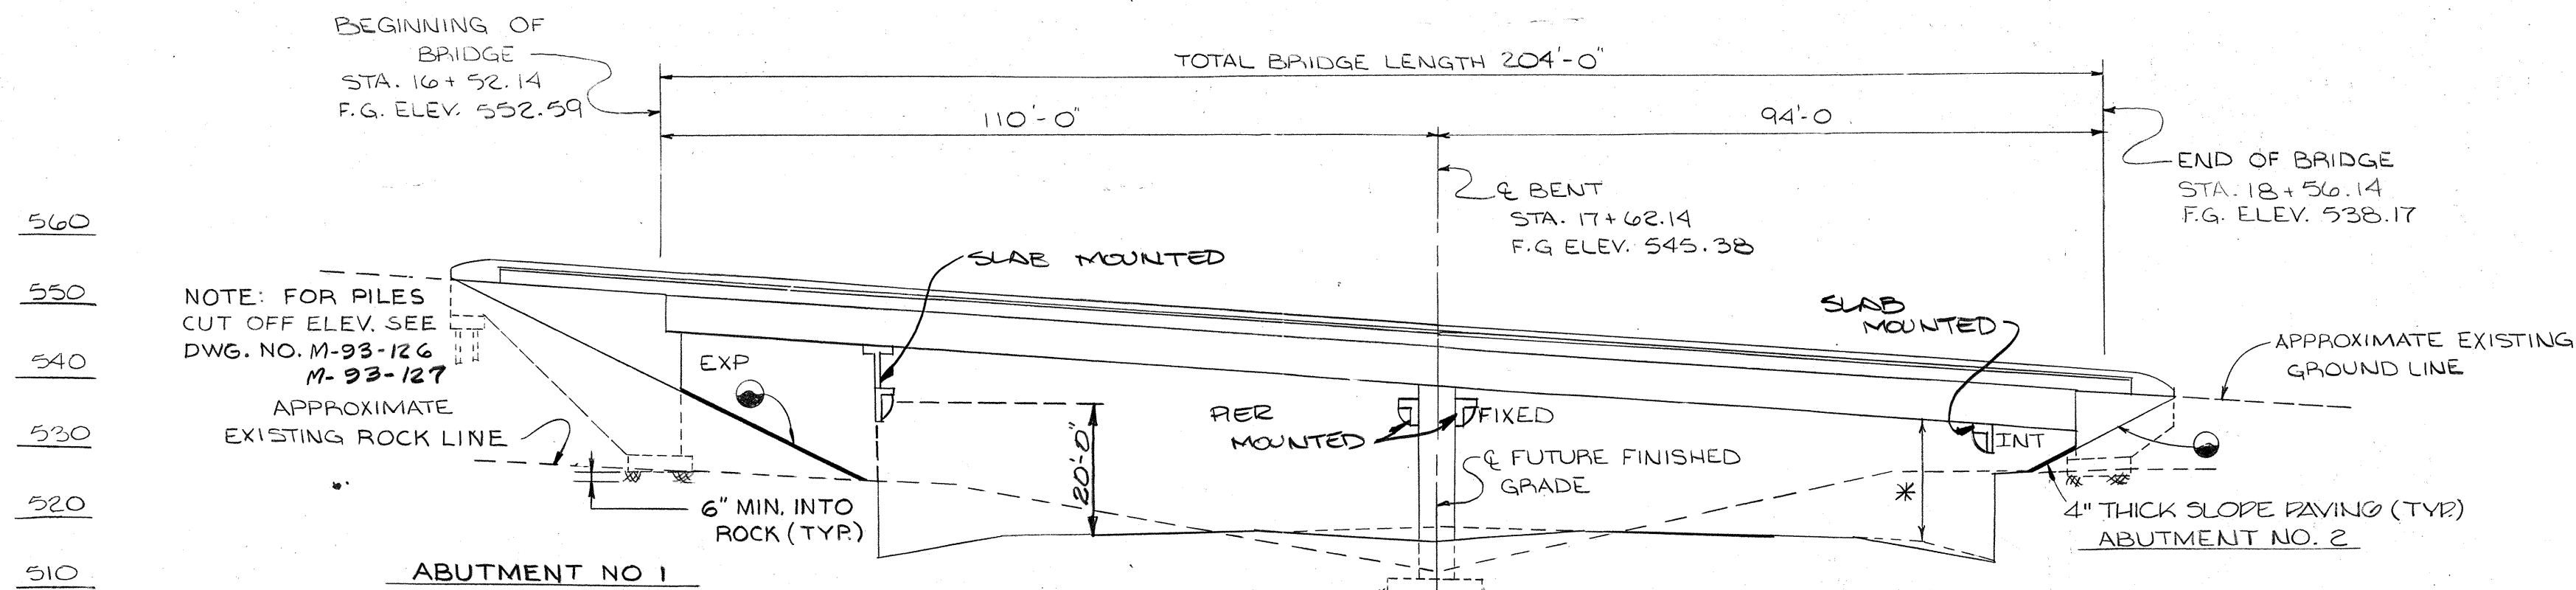 BEGINNING OF
BRIDGE
STA. 16+52.14
F.G. ELEV. 552.59
TOTAL BRIDGE LENGTH 204'-0"
110'-0"
94'-0
℄ BENT
STA. 17+62.14
F.G ELEV. 545.38
END OF BRIDGE
STA. 18+56.14
F.G. ELEV. 538.17
560
550
540
530
520
510
SLAB MOUNTED
NOTE: FOR PILES
CUT OFF ELEV. SEE
DWG. NO. M-93-126
M-93-127
EXP
APPROXIMATE
EXISTING ROCK LINE
6" MIN. INTO
ROCK (TYP.)
ABUTMENT NO 1
20'-0"
PIER
MOUNTED
FIXED
℄ FUTURE FINISHED
GRADE
SLAB
MOUNTED
INT
*
APPROXIMATE EXISTING
GROUND LINE
4" THICK SLOPE PAVING (TYP.)
ABUTMENT NO. 2